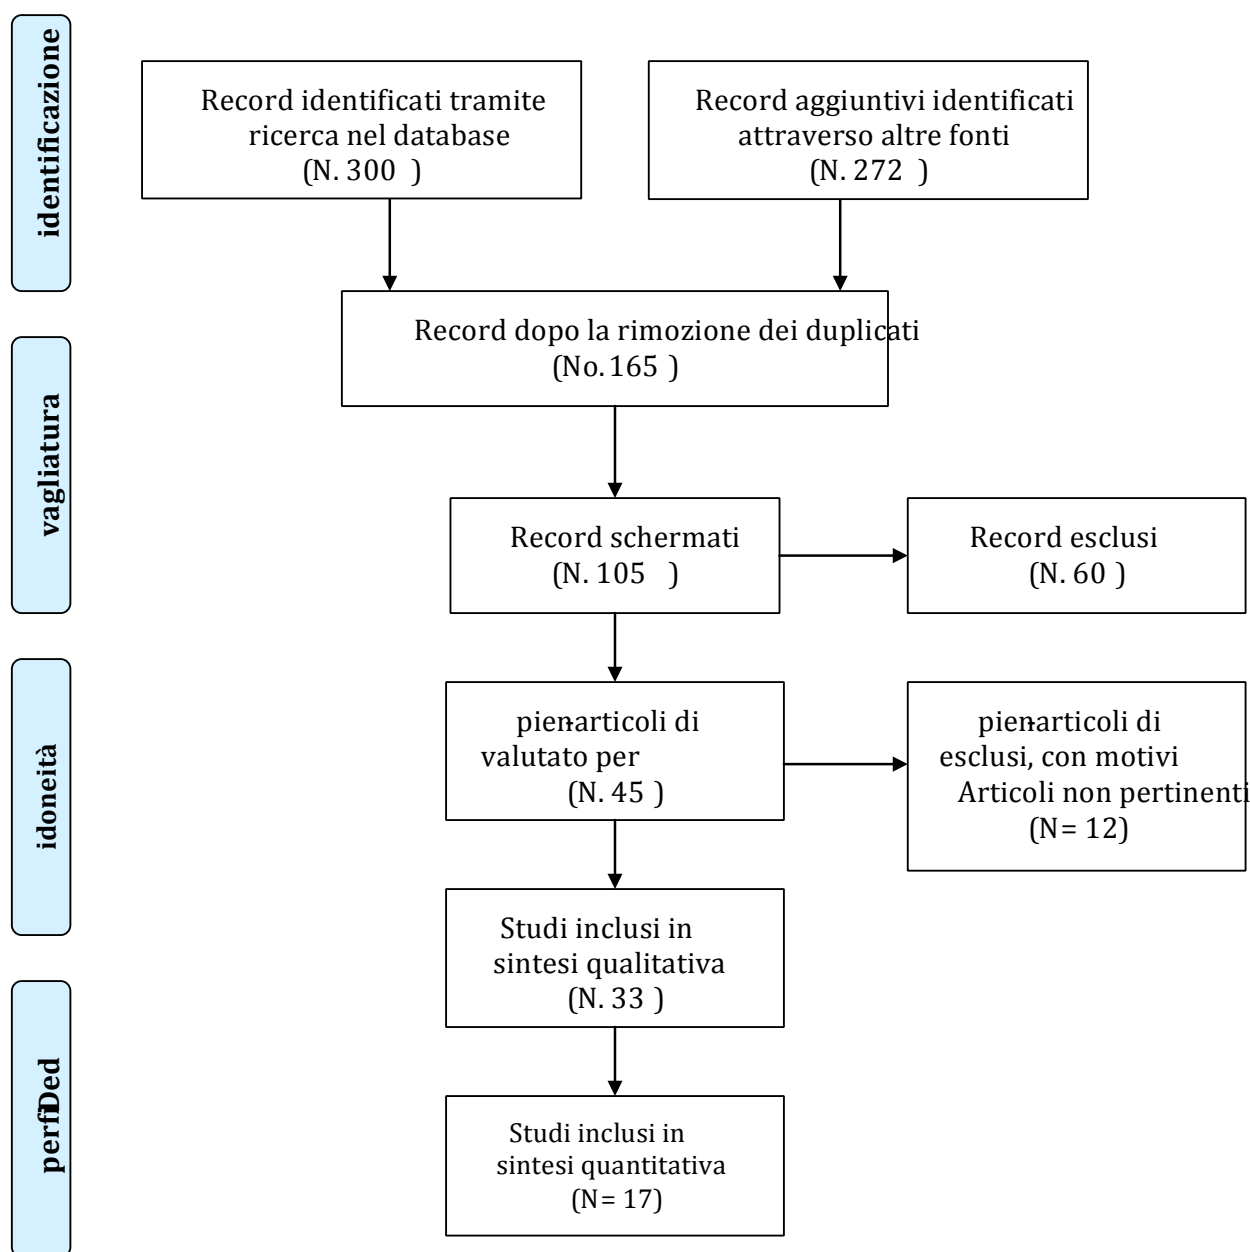 identificazione
Record identificati tramite
ricerca nel database
(N. 300 )
Record aggiuntivi identificati
attraverso altre fonti
(N. 272 )
Record dopo la rimozione dei duplicati
(No. 165 )
vagliatura
Record schermati
(N. 105 )
Record esclusi
(N. 60 )
idoneità
articoli di
valutato per
(N. 45 )
articoli di
esclusi, con motivi
Articoli non pertinenti
(N= 12)
Studi inclusi in
sintesi qualitativa
(N. 33 )
Studi inclusi in
sintesi quantitativa
(N= 17)